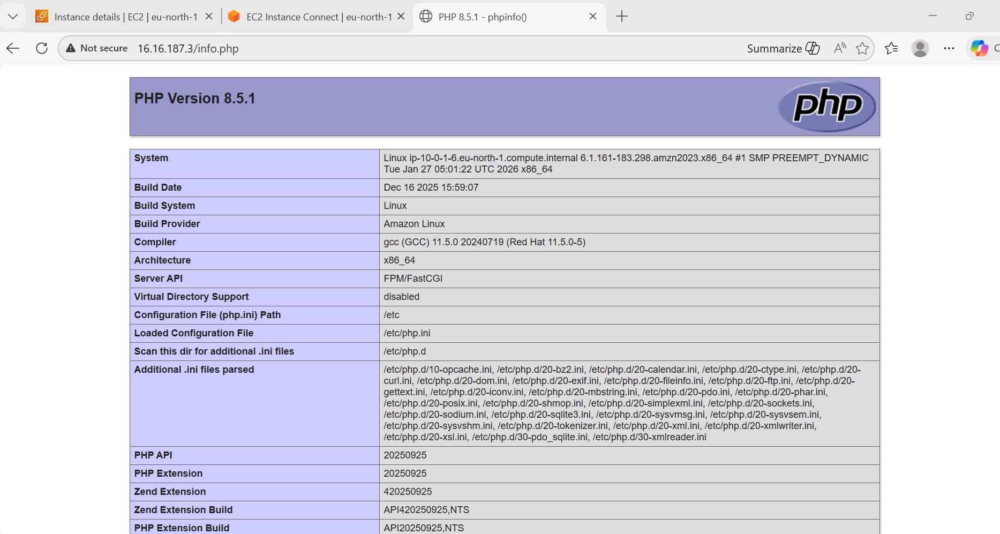 Instance details | EC2 | eu-north-1
EC2 Instance Connect | eu-north-1
PHP 8.5.1 - phpinfo()
Not secure
16.16.187.3/info.php
Summarize
PHP Version 8.5.1
php
System
Linux ip-10-0-1-6.eu-north-1.compute.internal 6.1.161-183.298.amzn2023.x86_64 #1 SMP PREEMPT_DYNAMIC
Tue Jan 27 05:01:22 UTC 2026 x86_64
Build Date
Dec 16 2025 15:59:07
Build System
Linux
Build Provider
Amazon Linux
Compiler
gcc (GCC) 11.5.0 20240719 (Red Hat 11.5.0-5)
Architecture
x86_64
Server API
FPM/FastCGI
Virtual Directory Support
disabled
Configuration File (php.ini) Path
/etc
Loaded Configuration File
/etc/php.ini
Scan this dir for additional .ini files
/etc/php.d
Additional .ini files parsed
/etc/php.d/10-opcache.ini, /etc/php.d/20-bz2.ini, /etc/php.d/20-calendar.ini, /etc/php.d/20-ctype.ini, /etc/php.d/20-
curl.ini, /etc/php.d/20-dom.ini, /etc/php.d/20-exif.ini, /etc/php.d/20-fileinfo.ini, /etc/php.d/20-ftp.ini, /etc/php.d/20-
gettext.ini, /etc/php.d/20-iconv.ini, /etc/php.d/20-mbstring.ini, /etc/php.d/20-pdo.ini, /etc/php.d/20-phar.ini,
/etc/php.d/20-posix.ini, /etc/php.d/20-shmop.ini, /etc/php.d/20-simplexml.ini, /etc/php.d/20-sockets.ini,
/etc/php.d/20-sodium.ini, /etc/php.d/20-sqlite3.ini, /etc/php.d/20-sysvmsg.ini, /etc/php.d/20-sysvsem.ini,
/etc/php.d/20-sysvshm.ini, /etc/php.d/20-tokenizer.ini, /etc/php.d/20-xml.ini, /etc/php.d/20-xmlwriter.ini,
/etc/php.d/20-xsl.ini, /etc/php.d/30-pdo_sqlite.ini, /etc/php.d/30-xmlreader.ini
PHP API
20250925
PHP Extension
20250925
Zend Extension
420250925
Zend Extension Build
API420250925,NTS
PHP Extension Build
API20250925,NTS